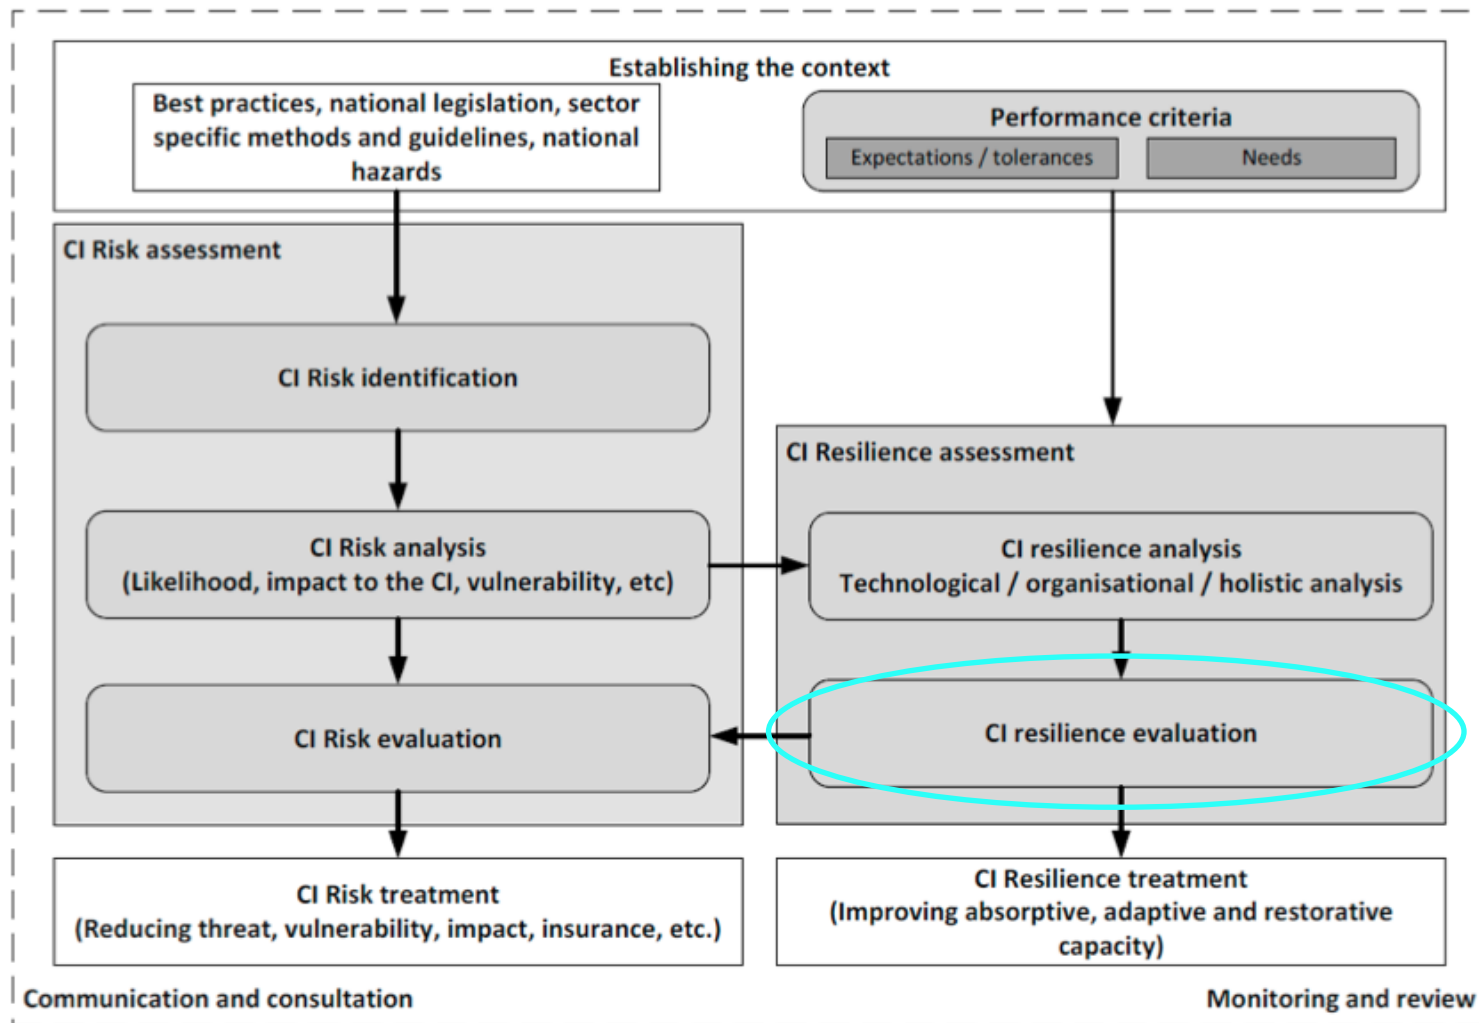 Establishing the context
Best practices, national legislation, sector
specific methods and guidelines, national
hazards
Performance criteria
Expectations / tolerances
Needs
CI Risk assessment
CI Risk identification
CI Risk analysis
(Likelihood, impact to the CI, vulnerability, etc)
CI Risk evaluation
CI Resilience assessment
CI resilience analysis
Technological / organisational / holistic analysis
CI resilience evaluation
CI Risk treatment
(Reducing threat, vulnerability, impact, insurance, etc.)
CI Resilience treatment
(Improving absorptive, adaptive and restorative
capacity)
Communication and consultation
Monitoring and review